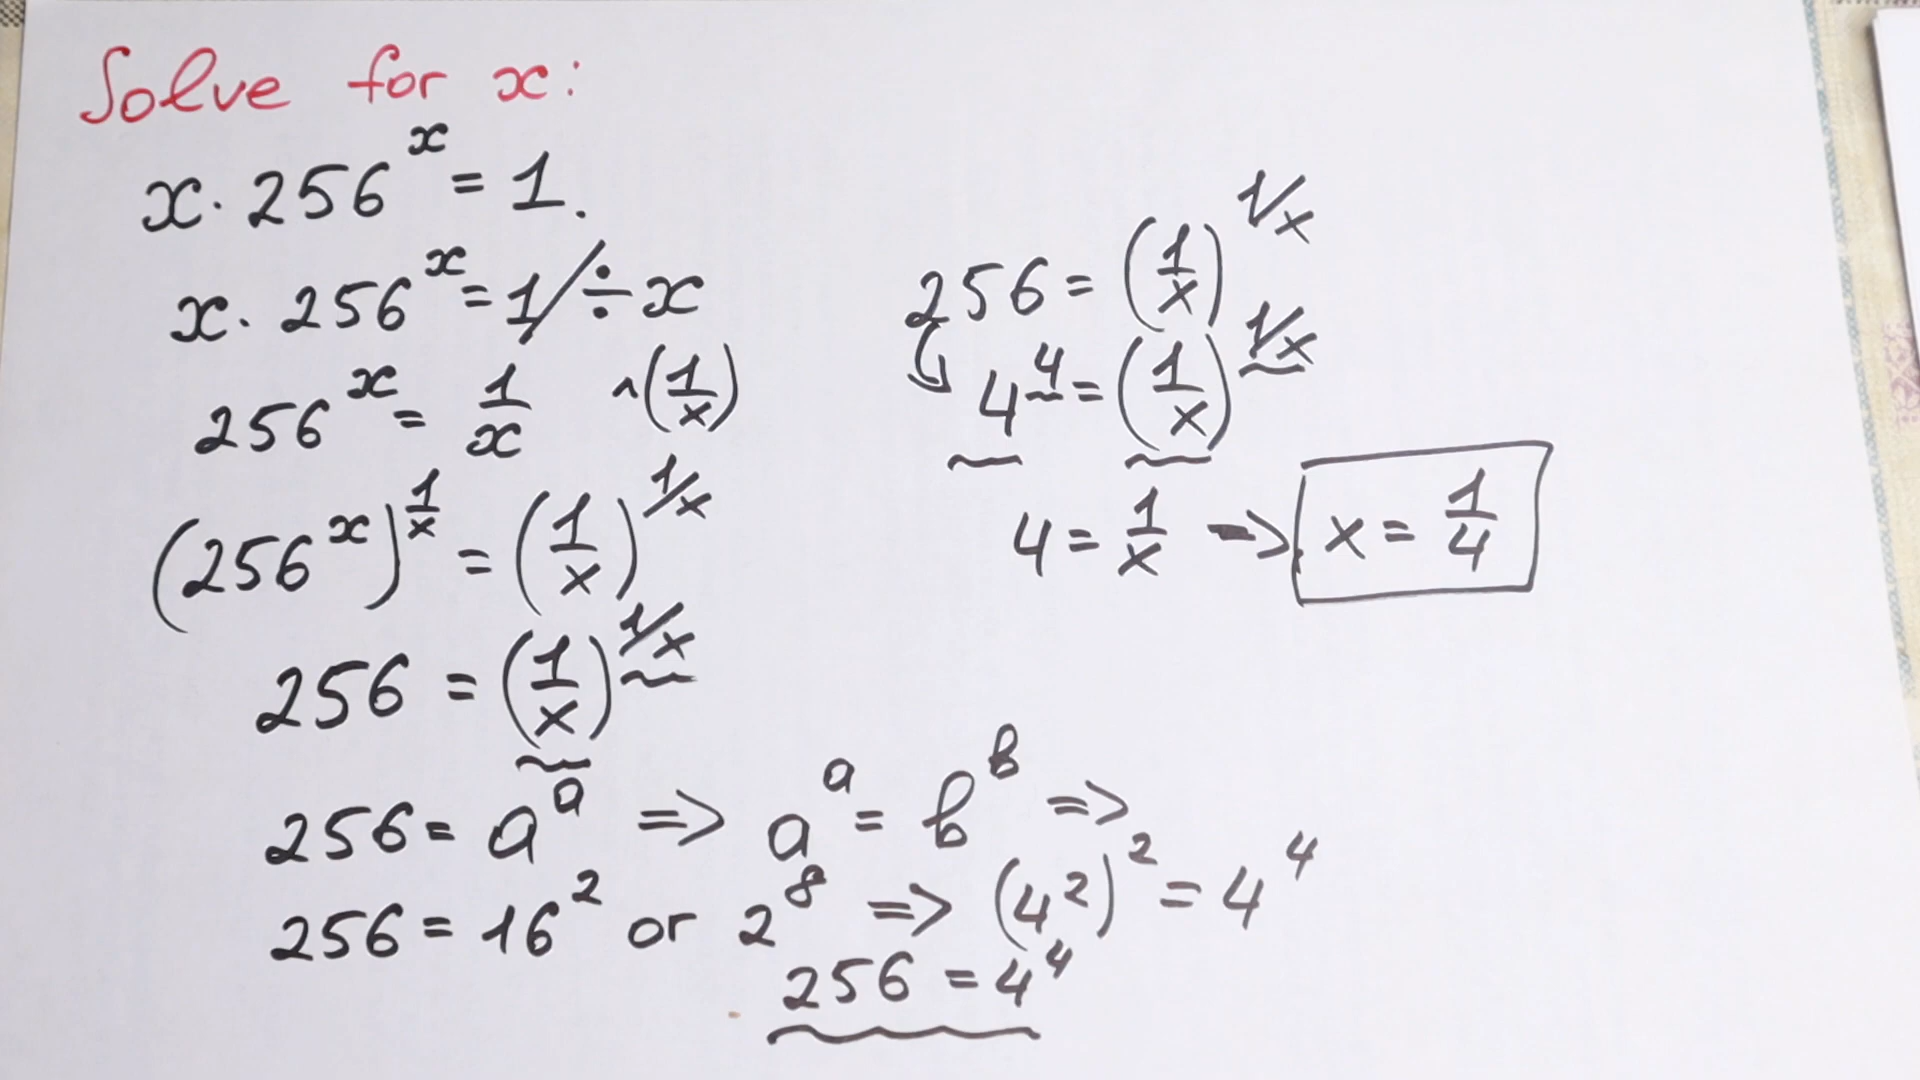 Solve for x:
x · 256^x = 1.
x · 256^x = 1 / ÷ x
256^x = 1/x ^(1/x)
(256^x)^(1/x) = (1/x)^(1/x)
256 = (1/x)^(1/x)
256 = a^a => a^a = b^b =>
256 = 16^2 or 2^8 => (4^2)^2 = 4^4
256 = 4^4
256 = (1/x)^(1/x)
4^4 = (1/x)^(1/x)
4 = 1/x => x = 1/4